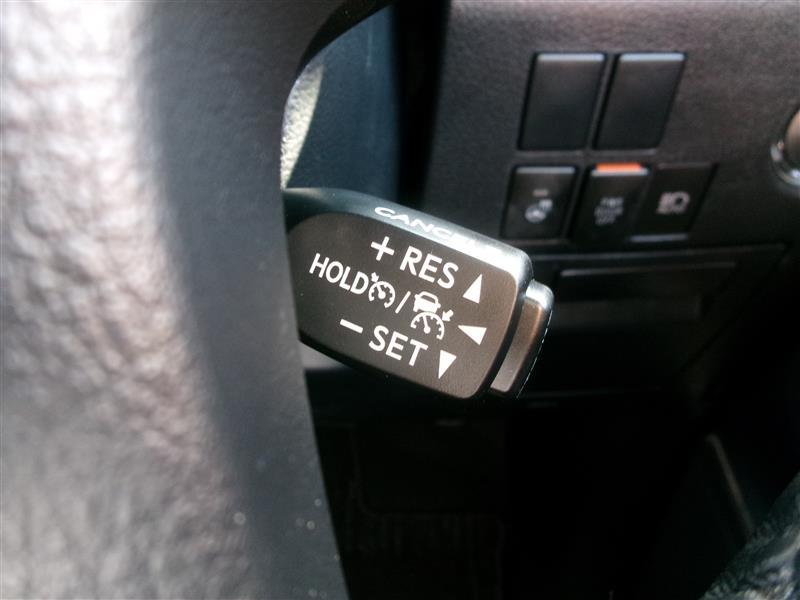 CANCEL
+ RES
HOLD /
− SET